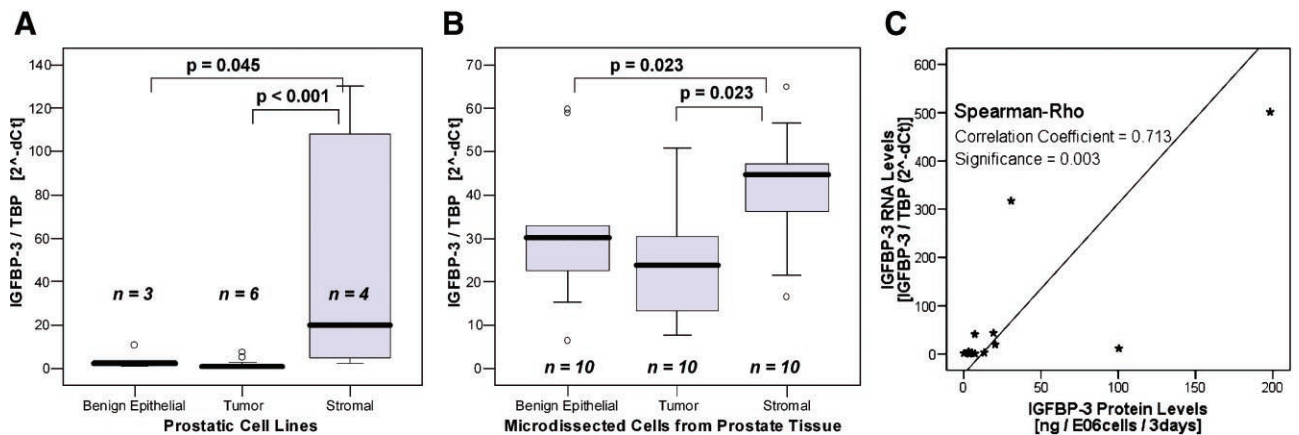 A
IGFBP-3 / TBP [2^-dCt]
140
120
100
80
60
40
20
0
p = 0.045
p < 0.001
n = 3
n = 6
n = 4
Benign Epithelial
Tumor
Stromal
Prostatic Cell Lines
B
IGFBP-3 / TBP [2^-dCt]
70
60
50
40
30
20
10
0
p = 0.023
p = 0.023
n = 10
n = 10
n = 10
Benign Epithelial
Tumor
Stromal
Microdissected Cells from Prostate Tissue
C
IGFBP-3 RNA Levels
[IGFBP-3 / TBP (2^-dCt)]
600
500
400
300
200
100
0
Spearman-Rho
Correlation Coefficient = 0.713
Significance = 0.003
0
50
100
150
200
IGFBP-3 Protein Levels
[ng / E06cells / 3days]